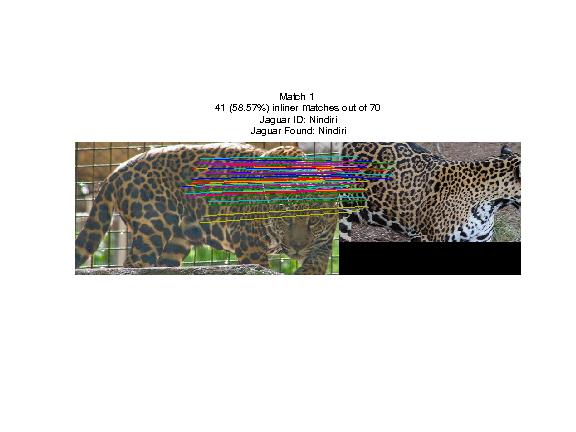 Match 1
41 (58.57%) inliner matches out of 70
Jaguar ID: Nindiri
Jaguar Found: Nindiri